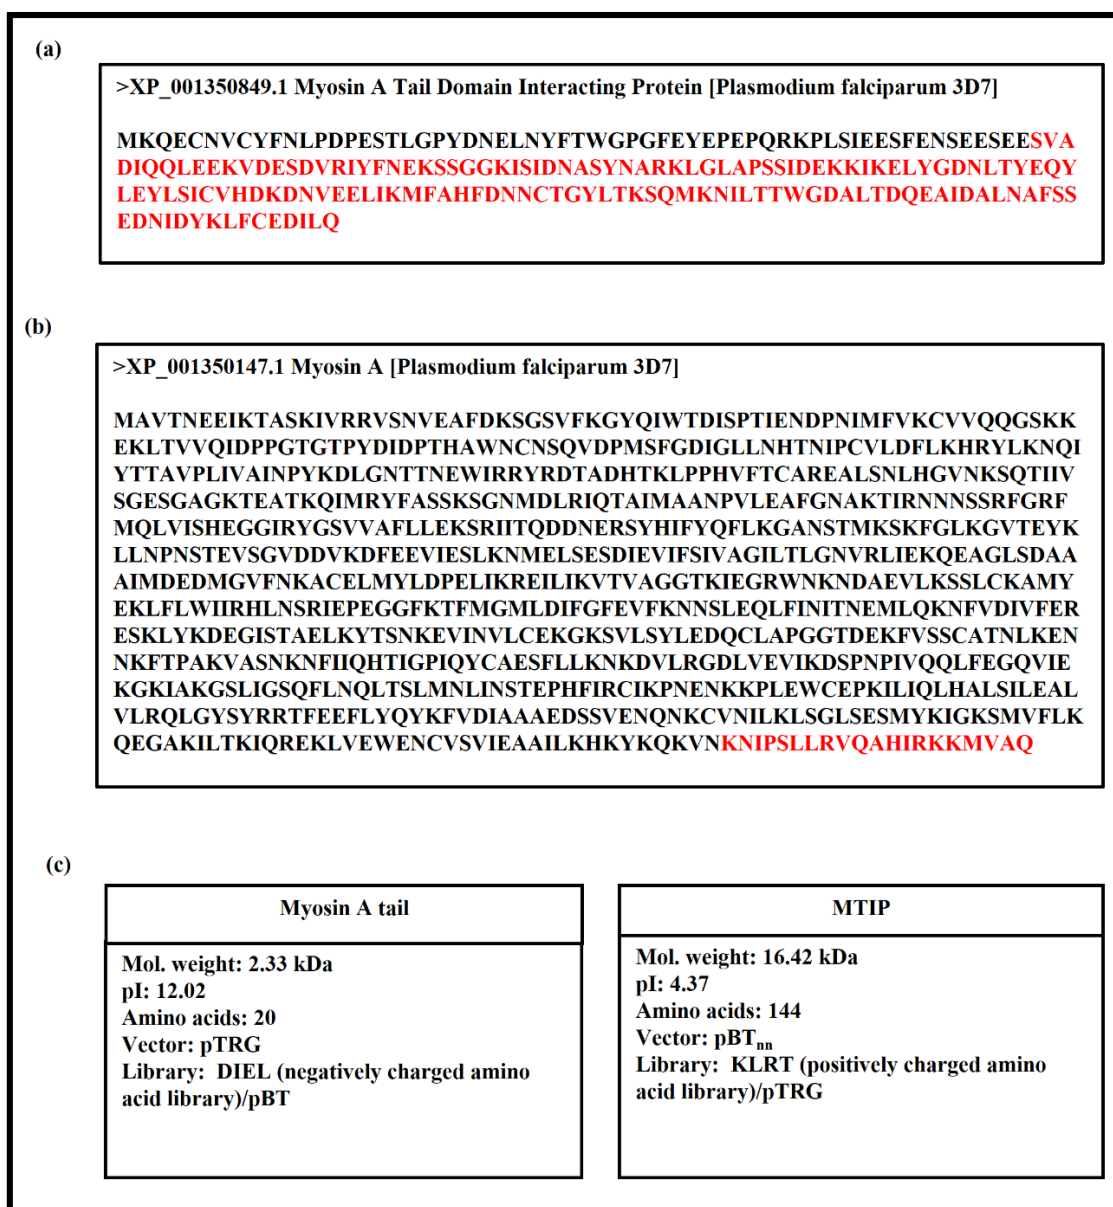 (a)
>XP_001350849.1 Myosin A Tail Domain Interacting Protein [Plasmodium falciparum 3D7]
MKQECNVCYFNLPDPESTLGPYDNELNYFTWGPGFEYEPEPQRKPLSIEESFENSEESEESVA
DIQQLEEKVDESDVRIYFNEKSSGGKISIDNASYNARKLGLAPSSIDEKKIKELYGDNLTYEQY
LEYLSICVHDKDNVEELIKMFAHFDNNCTGYLTKSQMKNILTTWGDALTDQEAIDALNAFSS
EDNIDYKLFCEDILQ
(b)
>XP_001350147.1 Myosin A [Plasmodium falciparum 3D7]
MAVTNEEIKTASKIVRRVSNVEAFDKSGSVFKGYQIWTDISPTIENDPNIMFVKCVVQQGSKK
EKLTVVQIDPPGTGTPYDIDPTHAWNCNSQVDPMSFGDIGLLNHTNIPCVLDFLKHRYLKNQI
YTTAVPLIVAINPYKDLGNTTNEWIRRYRDTADHTKLPPHVFTCAREALSNLHGVNKSQTIIV
SGESGAGKTEATKQIMRYFASSKSGNMDLRIQTAIMAANPVLEAFGNAKTIRNNNSSRFGRF
MQLVISHEGGIRYGSVVAFLLEKSRIITQDDNERSYHIFYQFLKGANSTMKSKFGLKGVTEYK
LLNPNSTEVSGVDDVKDFEEVIESLKNMELSESDIEVIFSIVAGILTLGNVRLIEKQEAGLSDAA
AIMDEDMGVFNKACELMYLDPELIKREILIKVTVAGGTKIEGRWNKNDAEVLKSSLCKAMY
EKLFLWIIRHLNSRIEPEGGFKTFMGMLDIFGFEVFKNNSLEQLFINITNEMLQKNFVDIVFER
ESKLYKDEGISTAELKYTSNKEVINVLCEKGKSVLSYLEDQCLAPGGTDEKFVSSCATNLKEN
NKFTPAKVASNKNFIIQHTIGPIQYCAESFLLKNKDVLRGDLVEVIKDSPNPIVQQLFEGQVIE
KGKIAKGSLIGSQFLNQLTSLMNLINSTEPHFIRCIKPNENKKPLEWCEPKILIQLHALSILEAL
VLRQLGYSYRRTFEEFLYQYKFVDIAAAEDSSVENQNKCVNILKLSGLSESMYKIGKSMVFLK
QEGAKILTKIQREKLVEWENCVSVIEAAILKHKYKQKVNKNIPSLLRVQAHIRKKMVAQ
(c)
Myosin A tail
Mol. weight: 2.33 kDa
pI: 12.02
Amino acids: 20
Vector: pTRG
Library: DIEL (negatively charged amino
acid library)/pBT
MTIP
Mol. weight: 16.42 kDa
pI: 4.37
Amino acids: 144
Vector: pBTnn
Library: KLRT (positively charged amino
acid library)/pTRG